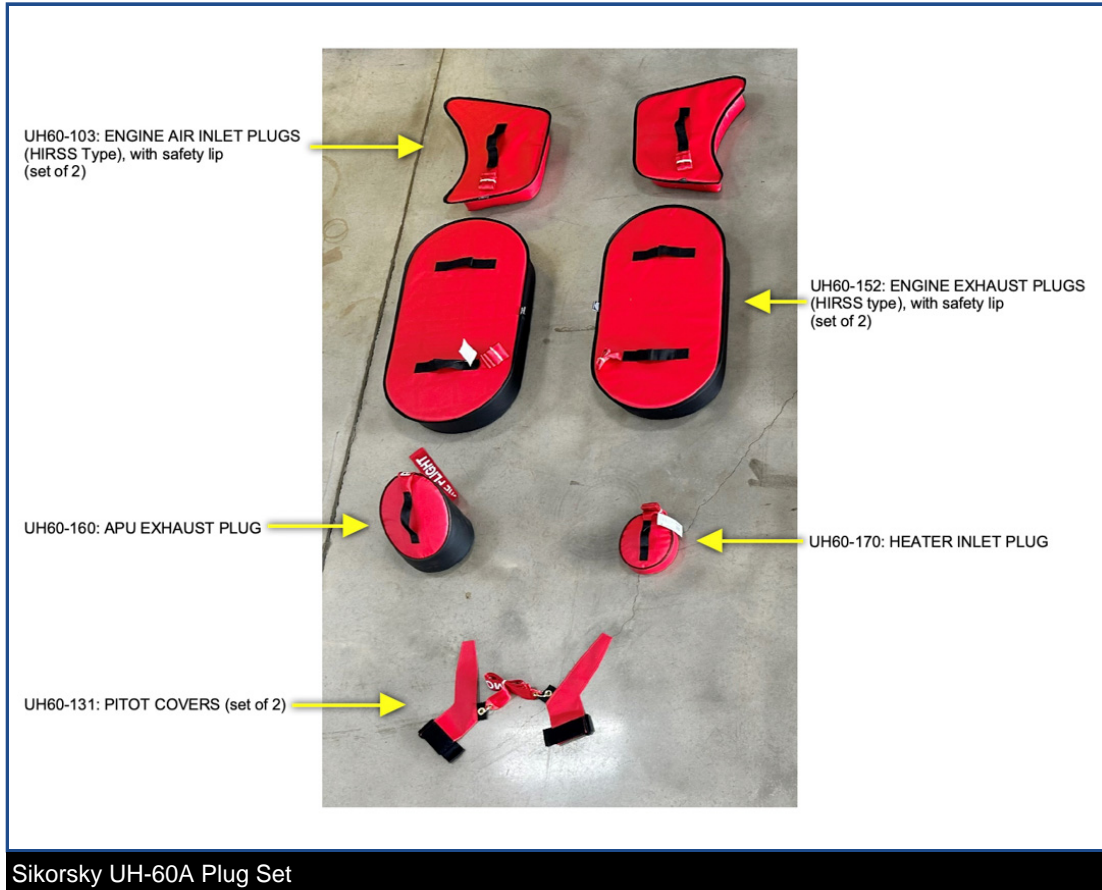 UH60-103: ENGINE AIR INLET PLUGS
(HIRSS Type), with safety lip
(set of 2)
UH60-152: ENGINE EXHAUST PLUGS
(HIRSS type), with safety lip
(set of 2)
UH60-160: APU EXHAUST PLUG
UH60-170: HEATER INLET PLUG
UH60-131: PITOT COVERS (set of 2)
Sikorsky UH-60A Plug Set